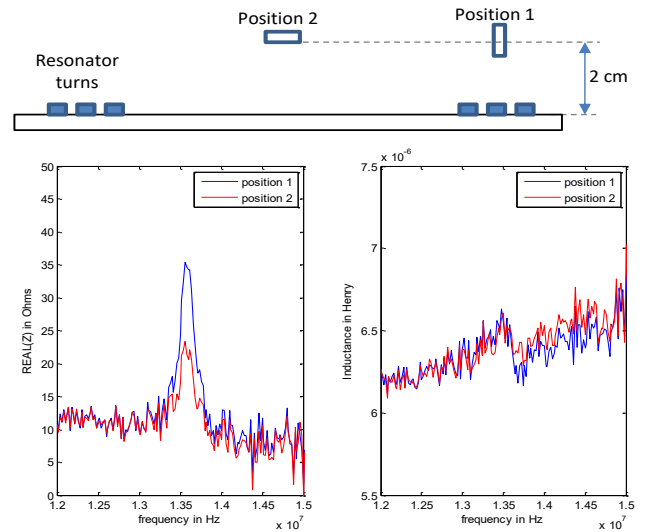 Position 2
Position 1
Resonator
turns
2 cm
50
45
40
35
30
25
20
15
10
5
0
REAL(Z) in Ohms
position 1
position 2
1.2
1.25
1.3
1.35
1.4
1.45
1.5
frequency in Hz
x 10⁷
x 10⁻⁶
7.5
7
6.5
6
5.5
Inductance in Henry
position 1
position 2
1.2
1.25
1.3
1.35
1.4
1.45
1.5
frequency in Hz
x 10⁷